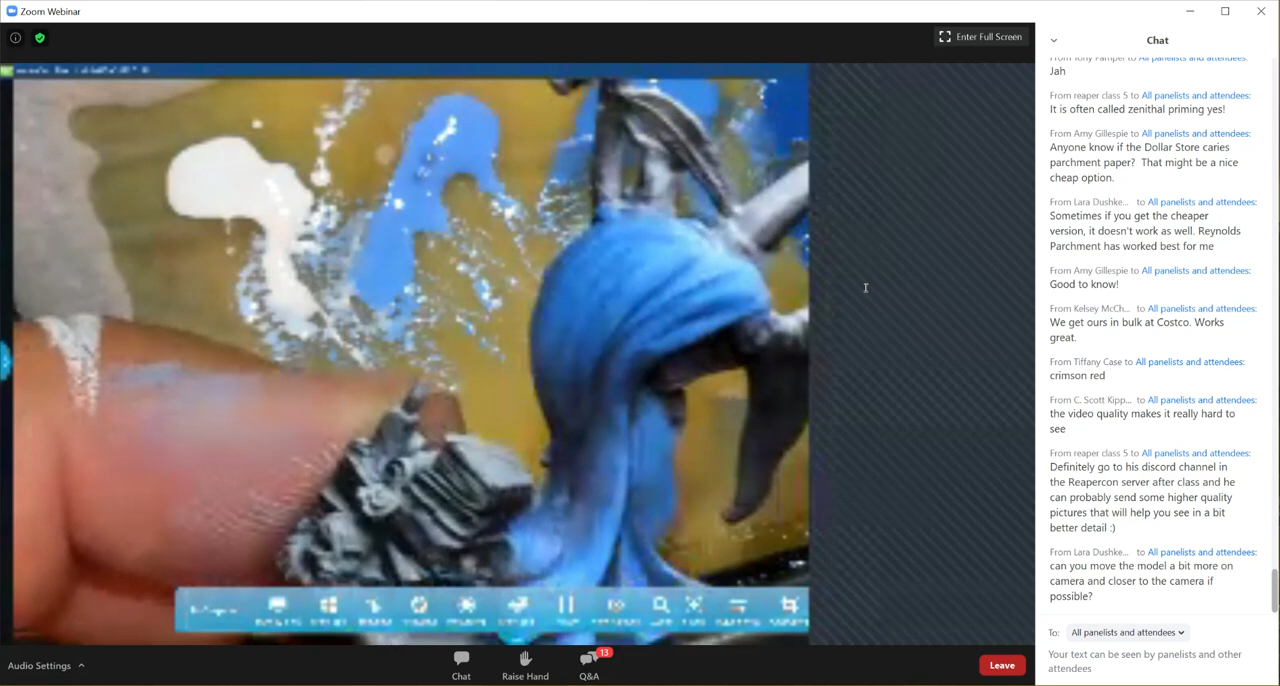 Zoom Webinar
Enter Full Screen
Chat
From Tony Pamper to All panelists and attendees:
Jah
From reaper class 5 to All panelists and attendees:
It is often called zenithal priming yes!
From Amy Gillespie to All panelists and attendees:
Anyone know if the Dollar Store caries
parchment paper?  That might be a nice
cheap option.
From Lara Dushke... to All panelists and attendees:
Sometimes if you get the cheaper
version, it doesn't work as well. Reynolds
Parchment has worked best for me
From Amy Gillespie to All panelists and attendees:
Good to know!
From Kelsey McCh... to All panelists and attendees:
We get ours in bulk at Costco. Works
great.
From Tiffany Case to All panelists and attendees:
crimson red
From C. Scott Kipp... to All panelists and attendees:
the video quality makes it really hard to
see
From reaper class 5 to All panelists and attendees:
Definitely go to his discord channel in
the Reapercon server after class and he
can probably send some higher quality
pictures that will help you see in a bit
better detail :)
From Lara Dushke... to All panelists and attendees:
can you move the model a bit more on
camera and closer to the camera if
possible?
To: All panelists and attendees
Your text can be seen by panelists and other
attendees
Audio Settings
Chat
Raise Hand
13
Q&A
Leave